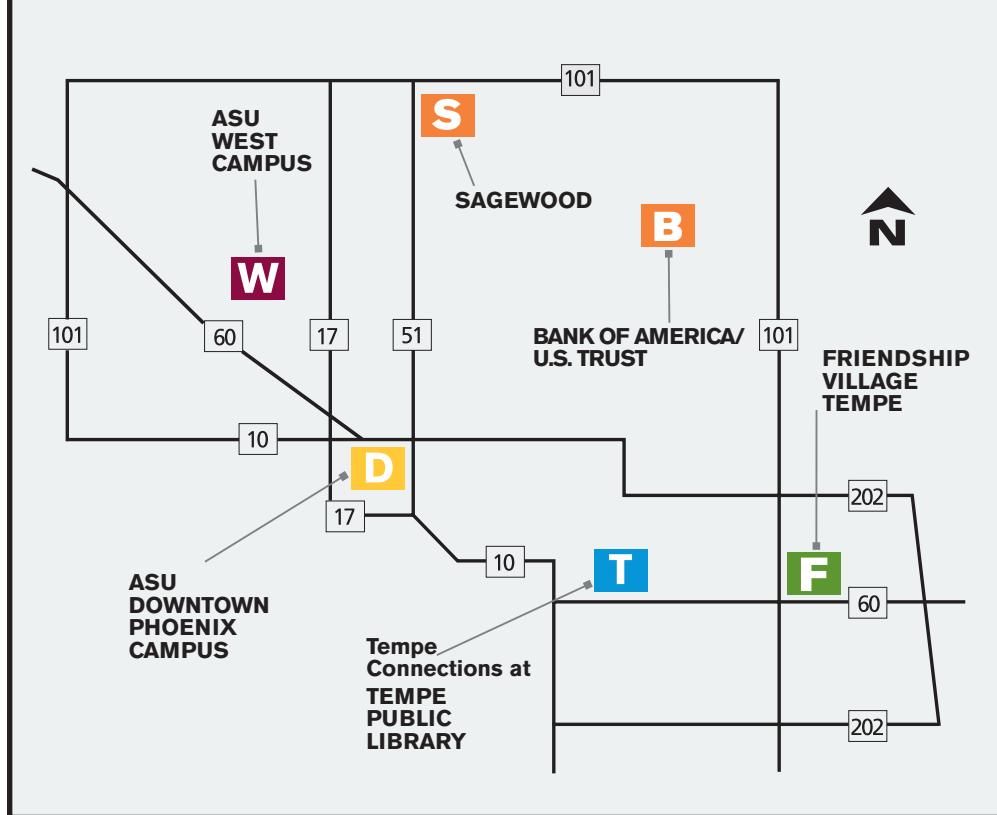 101
ASU
WEST
CAMPUS
S
SAGEWOOD
B
N
W
101
60
17
51
BANK OF AMERICA/
U.S. TRUST
101
FRIENDSHIP
VILLAGE
TEMPE
10
D
17
202
10
T
F
60
ASU
DOWNTOWN
PHOENIX
CAMPUS
Tempe
Connections at
TEMPE
PUBLIC
LIBRARY
202